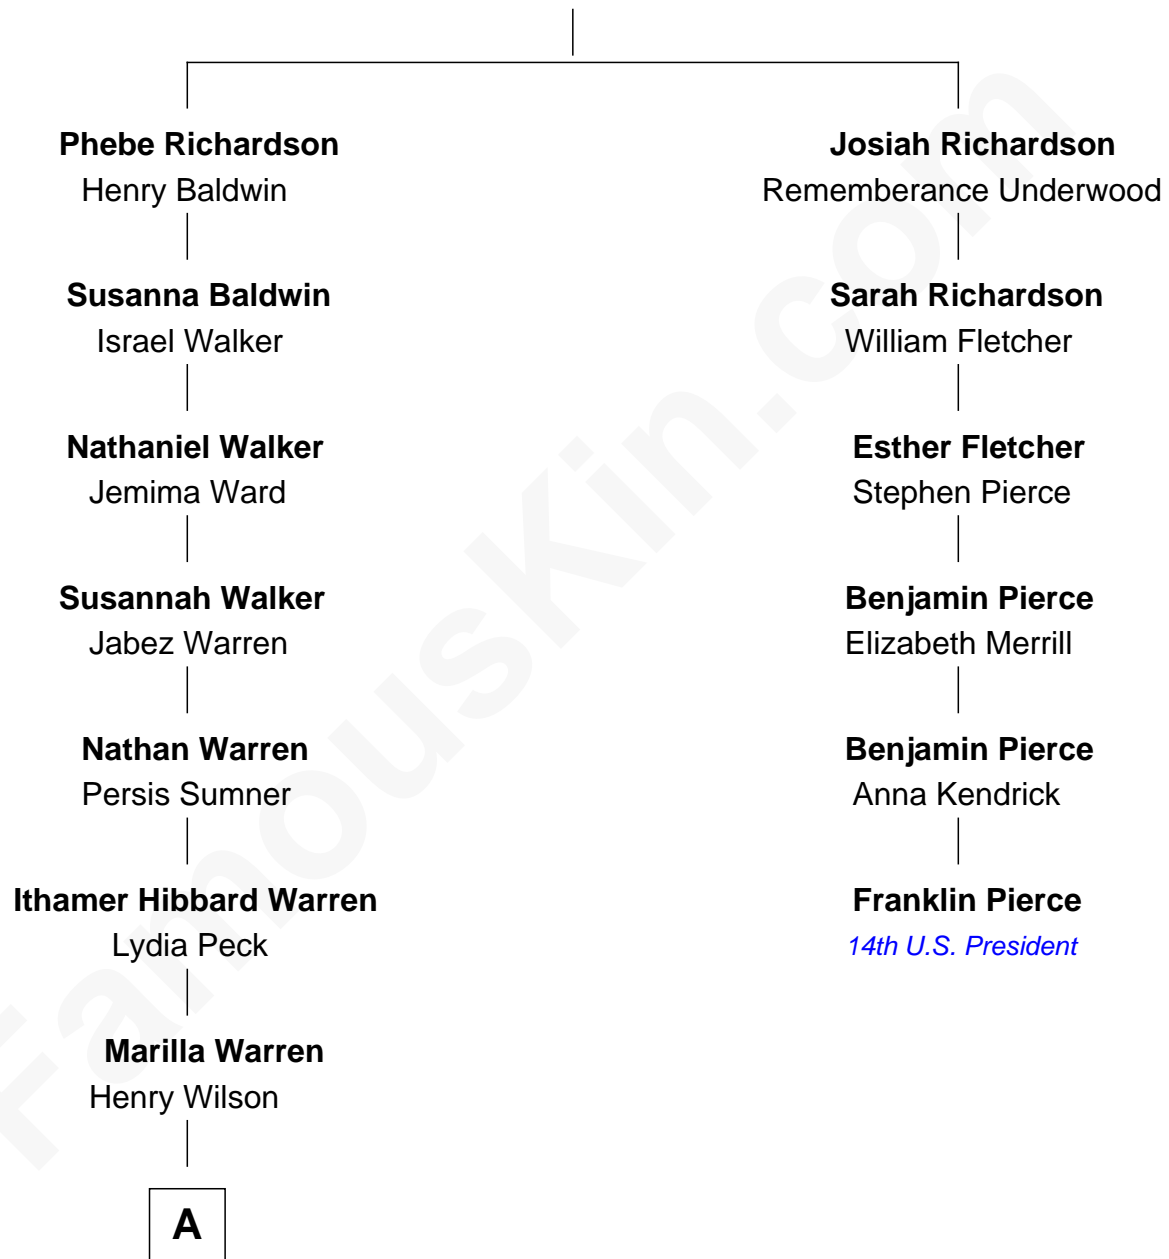 Phebe Richardson
Henry Baldwin
Susanna Baldwin
Israel Walker
Nathaniel Walker
Jemima Ward
Susannah Walker
Jabez Warren
Nathan Warren
Persis Sumner
Ithamer Hibbard Warren
Lydia Peck
Marilla Warren
Henry Wilson
A
Josiah Richardson
Rememberance Underwood
Sarah Richardson
William Fletcher
Esther Fletcher
Stephen Pierce
Benjamin Pierce
Elizabeth Merrill
Benjamin Pierce
Anna Kendrick
Franklin Pierce
14th U.S. President
FamousKin.com